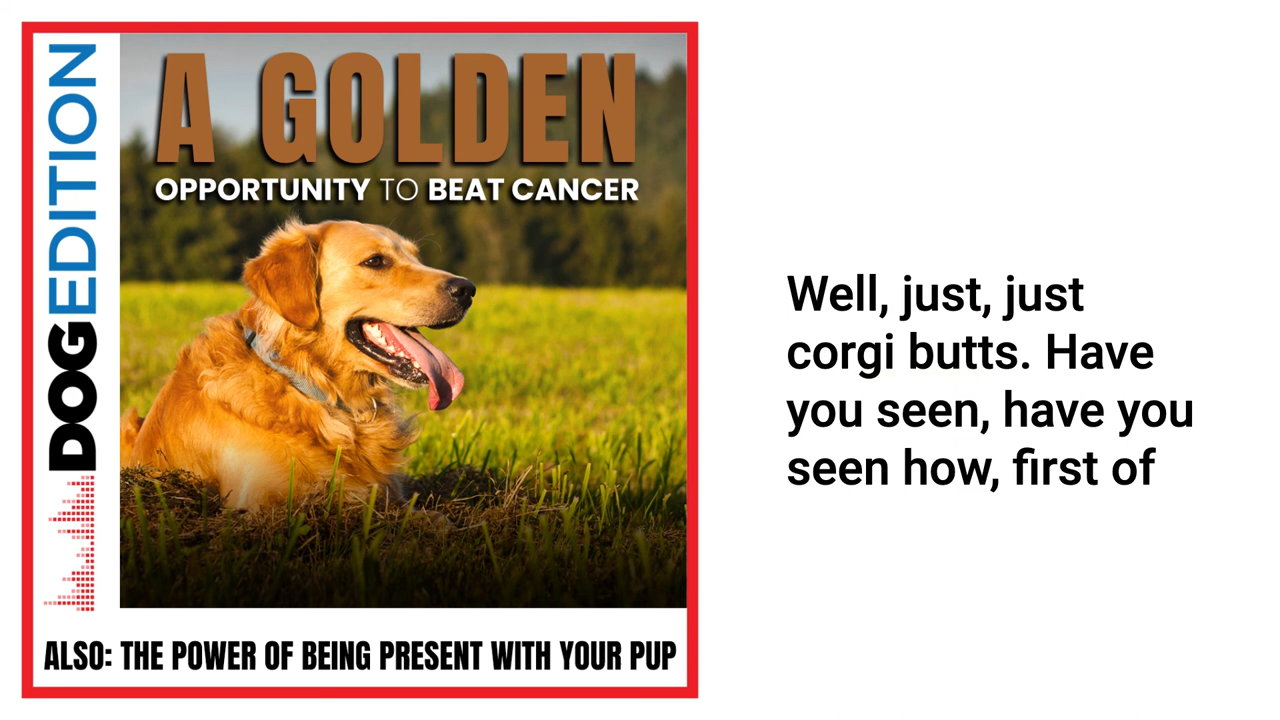 DOGEDITION
A GOLDEN
OPPORTUNITY TO BEAT CANCER
ALSO: THE POWER OF BEING PRESENT WITH YOUR PUP
Well, just, just
corgi butts. Have
you seen, have you
seen how, first of